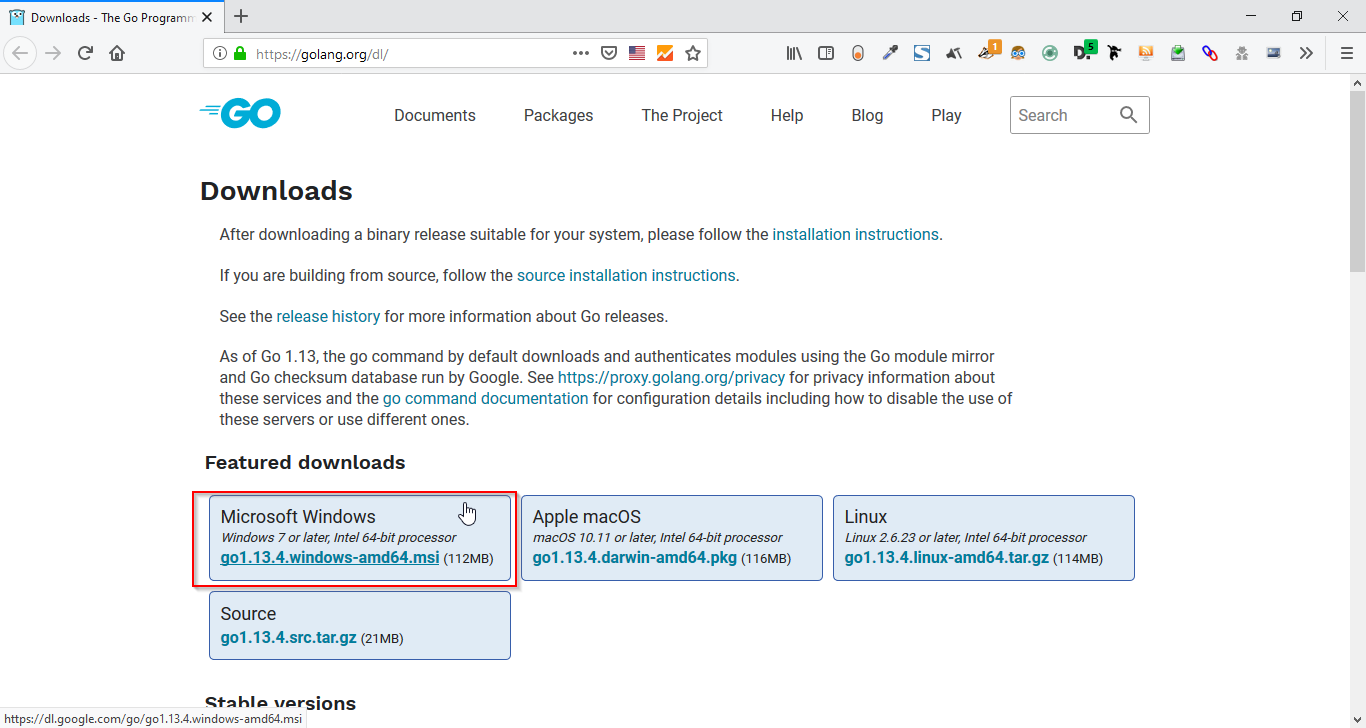 Downloads - The Go Programm
https://golang.org/dl/
1
5
GO
Documents
Packages
The Project
Help
Blog
Play
Search
Downloads
After downloading a binary release suitable for your system, please follow the installation instructions.
If you are building from source, follow the source installation instructions.
See the release history for more information about Go releases.
As of Go 1.13, the go command by default downloads and authenticates modules using the Go module mirror
and Go checksum database run by Google. See https://proxy.golang.org/privacy for privacy information about
these services and the go command documentation for configuration details including how to disable the use of
these servers or use different ones.
Featured downloads
Microsoft Windows
Windows 7 or later, Intel 64-bit processor
go1.13.4.windows-amd64.msi (112MB)
Apple macOS
macOS 10.11 or later, Intel 64-bit processor
go1.13.4.darwin-amd64.pkg (116MB)
Linux
Linux 2.6.23 or later, Intel 64-bit processor
go1.13.4.linux-amd64.tar.gz (114MB)
Source
go1.13.4.src.tar.gz (21MB)
Stable versions
https://dl.google.com/go/go1.13.4.windows-amd64.msi